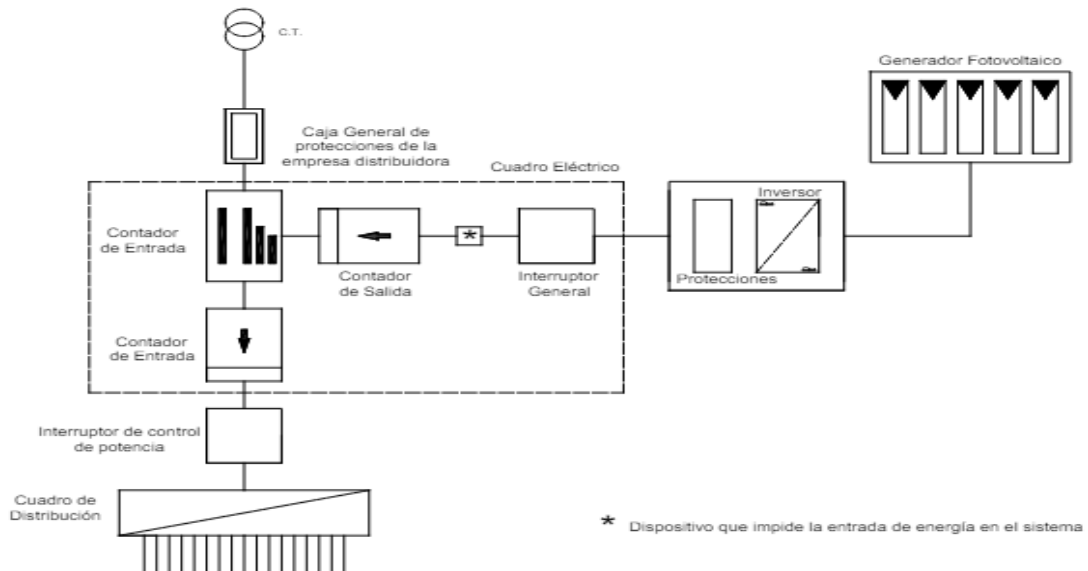 C.T.
Generador Fotovoltaico
Caja General de
protecciones de la
empresa distribuidora
Cuadro Eléctrico
Contador
de Entrada
Contador
de Salida
*
Interruptor
General
Inversor
Protecciones
Contador
de Entrada
Interruptor de control
de potencia
Cuadro de
Distribución
* Dispositivo que impide la entrada de energía en el sistema